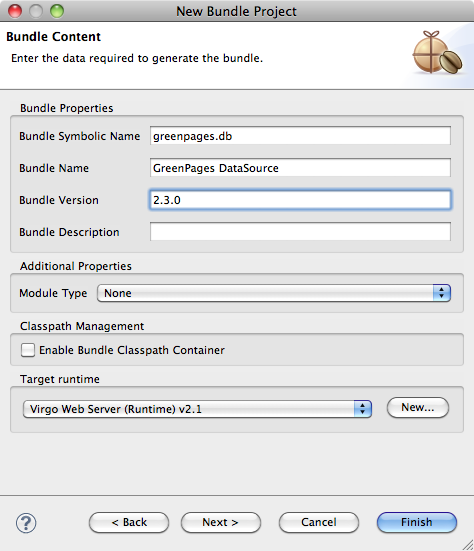 New Bundle Project
Bundle Content
Enter the data required to generate the bundle.
Bundle Properties
Bundle Symbolic Name greenpages.db
Bundle Name GreenPages DataSource
Bundle Version 2.3.0
Bundle Description
Additional Properties
Module Type None
Classpath Management
Enable Bundle Classpath Container
Target runtime
Virgo Web Server (Runtime) v2.1 New...
? < Back Next > Cancel Finish